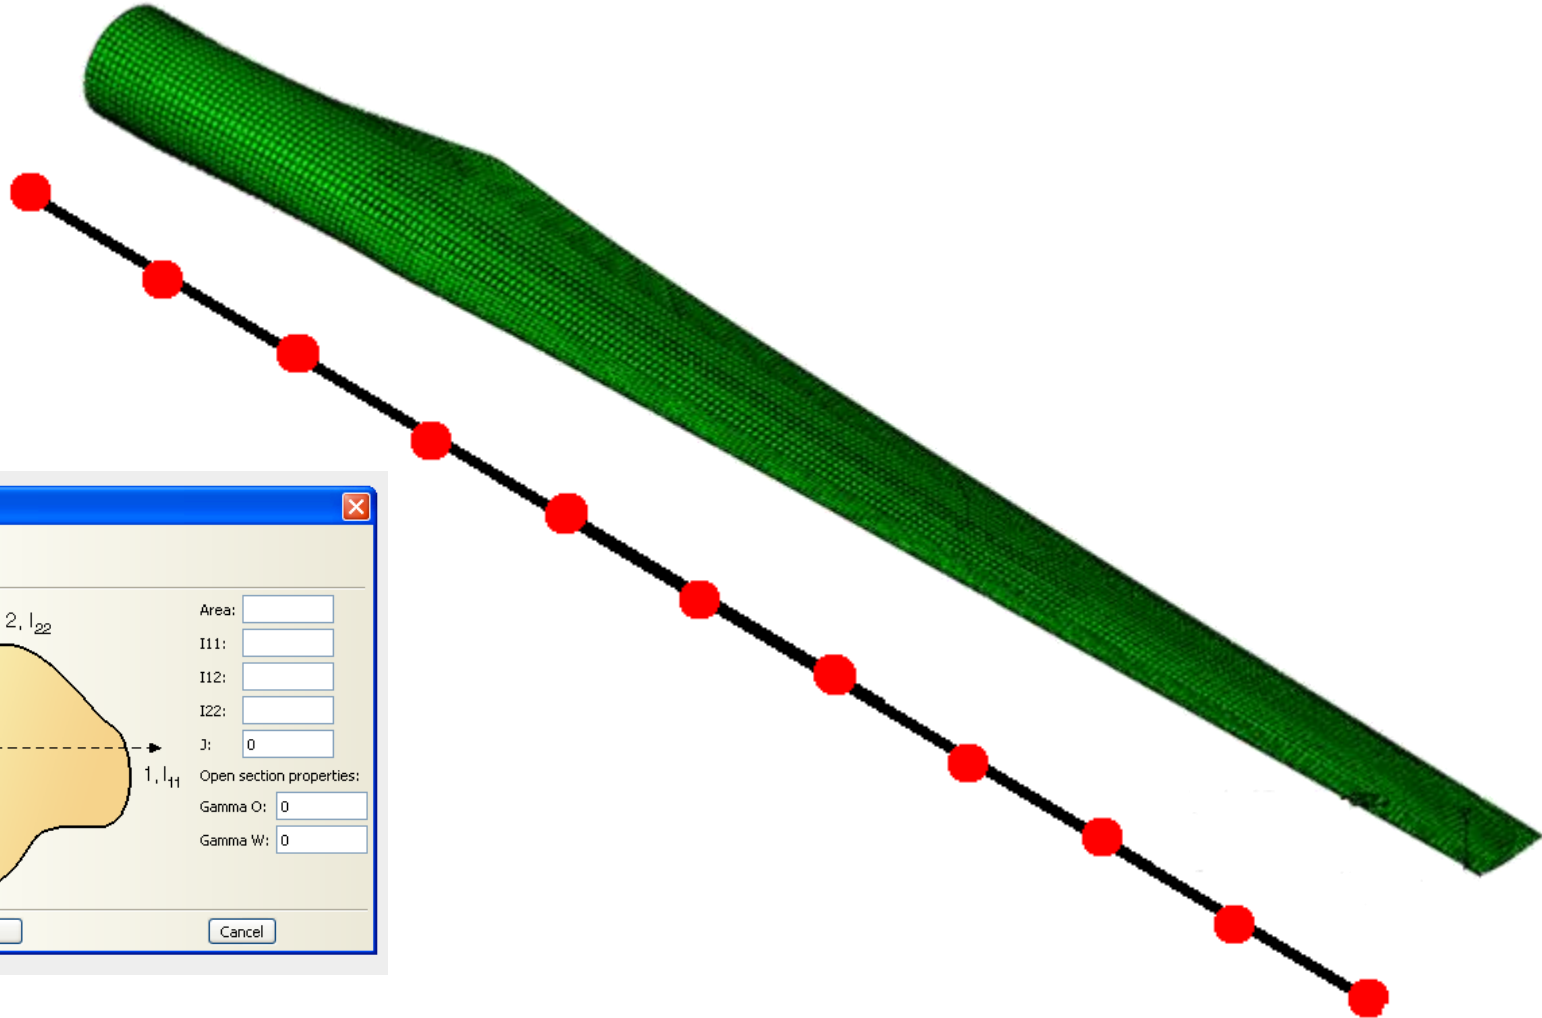 2, I22
Area:
I11:
I12:
I22:
J: 0
1, I11
Open section properties:
Gamma O: 0
Gamma W: 0
Cancel